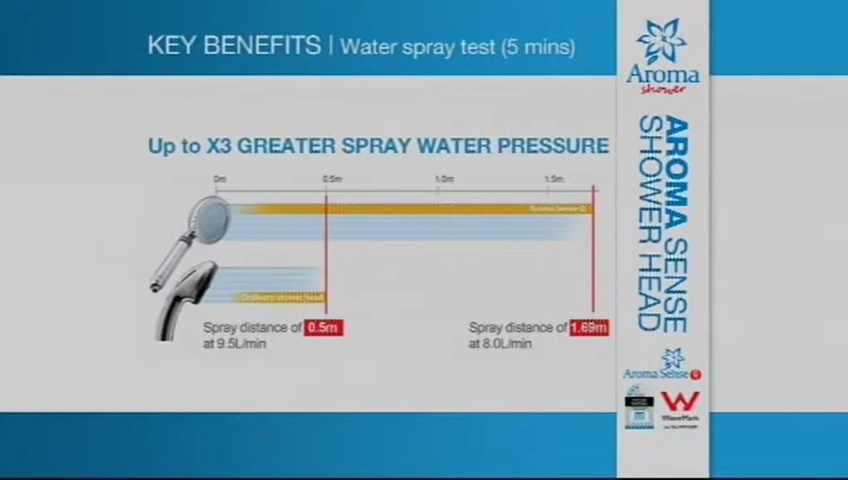 KEY BENEFITS | Water spray test (5 mins)
Aroma
shower
AROMA SENSE
SHOWER HEAD
Up to X3 GREATER SPRAY WATER PRESSURE
0m 0.5m 1.0m 1.5m
Ordinary shower head
Spray distance of 0.5m
at 9.5L/min
Spray distance of 1.69m
at 8.0L/min
Aroma Sense
WaterMark